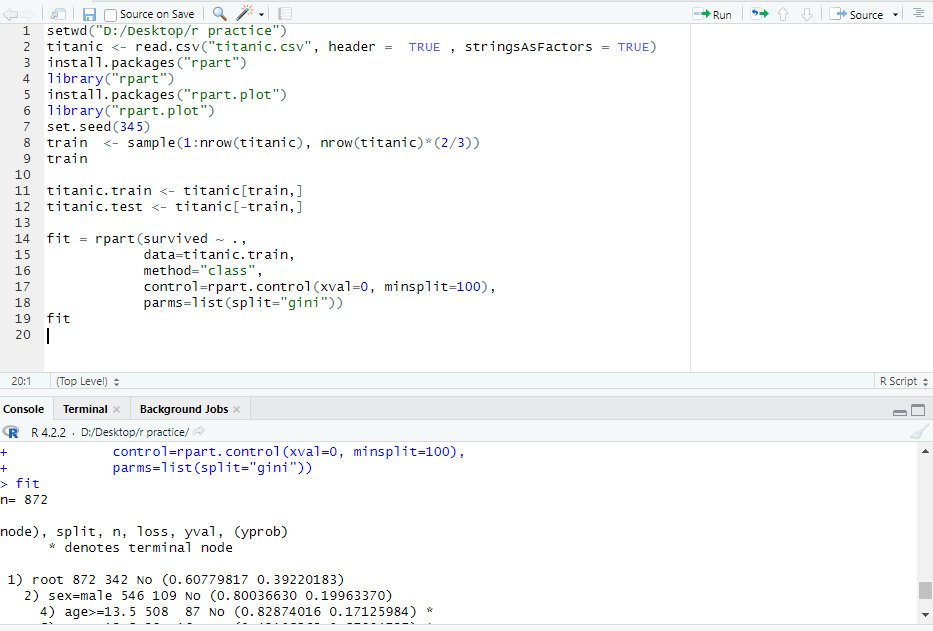 Source on Save
Run
Source
1 setwd("D:/Desktop/r practice")
2 titanic <- read.csv("titanic.csv", header =  TRUE , stringsAsFactors = TRUE)
3 install.packages("rpart")
4 library("rpart")
5 install.packages("rpart.plot")
6 library("rpart.plot")
7 set.seed(345)
8 train  <- sample(1:nrow(titanic), nrow(titanic)*(2/3))
9 train
10
11 titanic.train <- titanic[train,]
12 titanic.test <- titanic[-train,]
13
14 fit = rpart(survived ~ .,
15             data=titanic.train,
16             method="class",
17             control=rpart.control(xval=0, minsplit=100),
18             parms=list(split="gini"))
19 fit
20
20:1 (Top Level) R Script
Console Terminal Background Jobs
R R 4.2.2 · D:/Desktop/r practice/
+             control=rpart.control(xval=0, minsplit=100),
+             parms=list(split="gini"))
> fit
n= 872
node), split, n, loss, yval, (yprob)
      * denotes terminal node
1) root 872 342 No (0.60779817 0.39220183)
2) sex=male 546 109 No (0.80036630 0.19963370)
4) age>=13.5 508  87 No (0.82874016 0.17125984) *